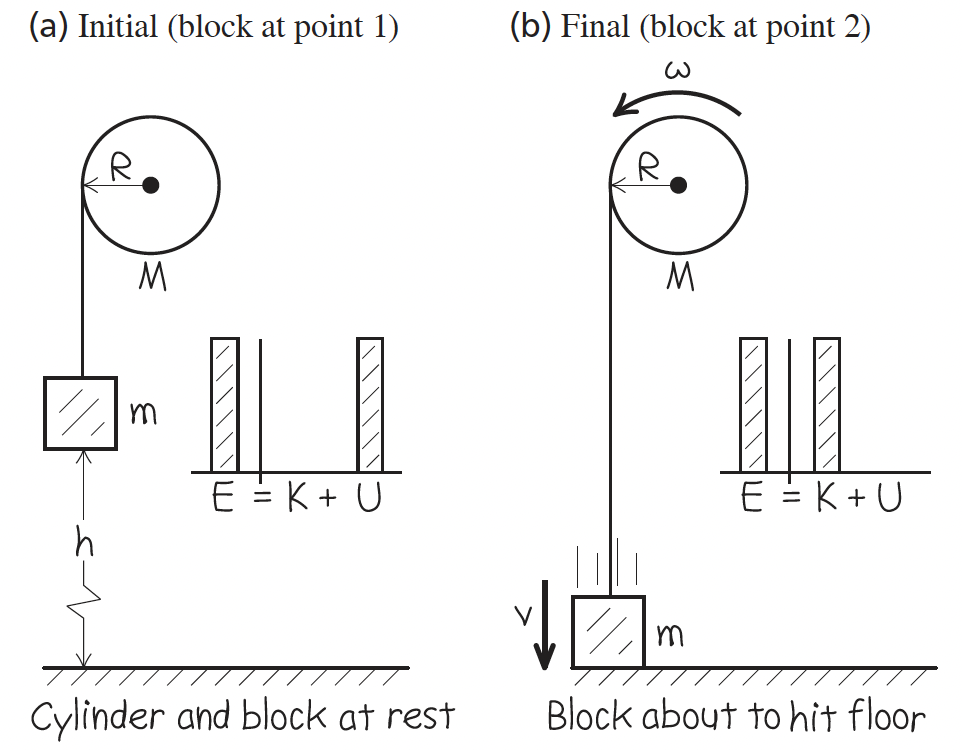 (a) Initial (block at point 1)
R
M
m
E = K + U
h
Cylinder and block at rest
(b) Final (block at point 2)
ω
R
M
E = K + U
v
m
Block about to hit floor